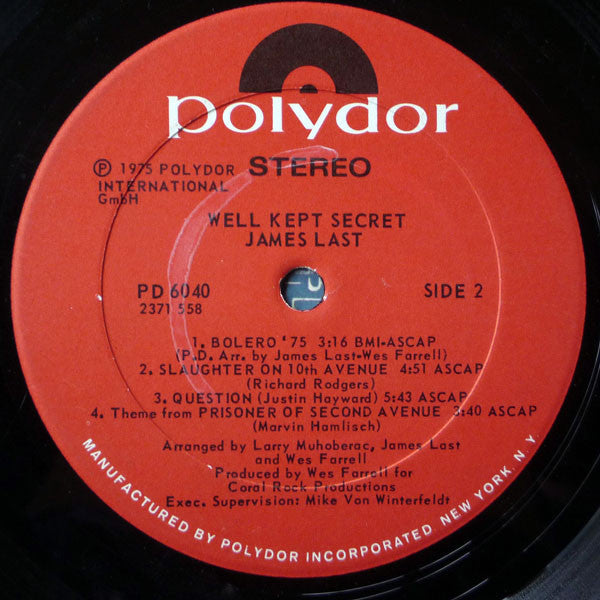 polydor
STEREO
Ⓟ 1975 POLYDOR
INTERNATIONAL
GmbH
WELL KEPT SECRET
JAMES LAST
PD 6040
2371 558
SIDE 2
1. BOLERO '75 3:16 BMI-ASCAP
(P.D. Arr. by James Last-Wes Farrell)
2. SLAUGHTER ON 10th AVENUE 4:51 ASCAP
(Richard Rodgers)
3. QUESTION (Justin Hayward) 5:43 ASCAP
4. Theme from PRISONER OF SECOND AVENUE 3:40 ASCAP
(Marvin Hamlisch)
Arranged by Larry Muhoberac, James Last
and Wes Farrell
Produced by Wes Farrell for
Coral Rock Productions
Exec. Supervision: Mike Von Winterfeldt
MANUFACTURED BY POLYDOR INCORPORATED NEW YORK, N.Y.